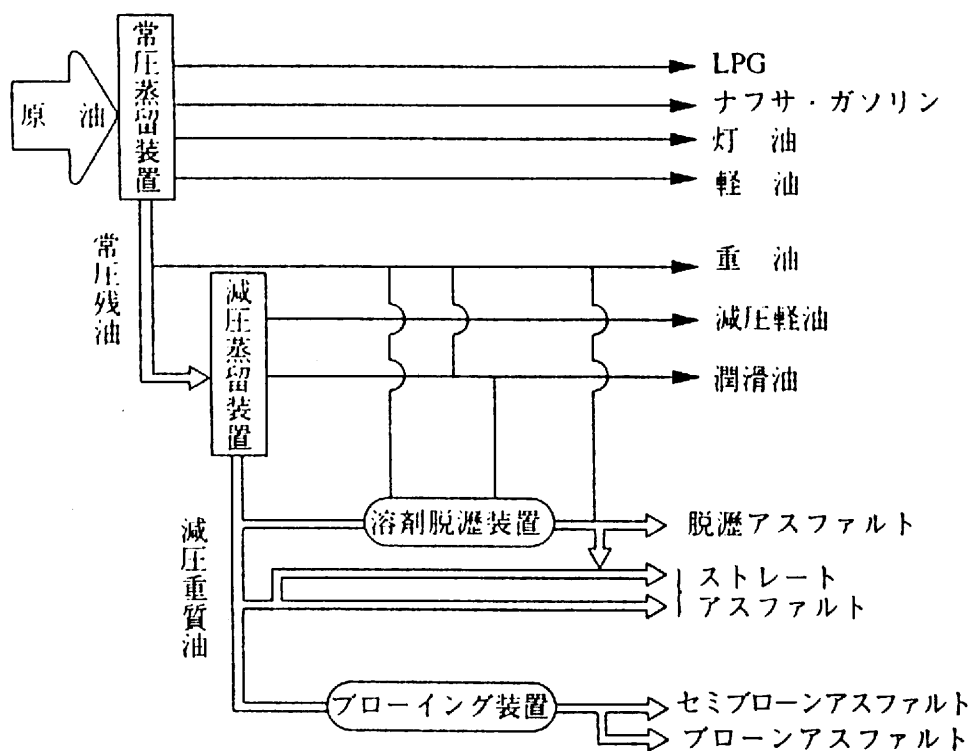 原 油
常圧蒸留装置
LPG
ナフサ・ガソリン
灯 油
軽 油
常圧残油
重 油
減圧蒸留装置
減圧軽油
潤滑油
減圧重質油
溶剤脱瀝装置
脱瀝アスファルト
ストレート
アスファルト
ブローイング装置
セミブローンアスファルト
ブローンアスファルト